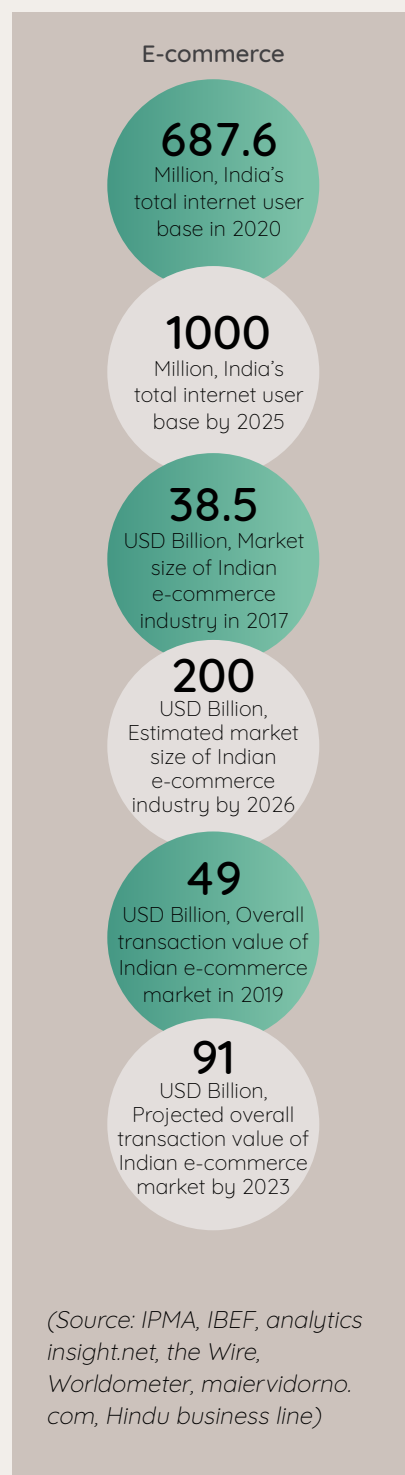 E-commerce
687.6
Million, India’s
total internet user
base in 2020
1000
Million, India’s
total internet user
base by 2025
38.5
USD Billion, Market
size of Indian
e-commerce
industry in 2017
200
USD Billion,
Estimated market
size of Indian
e-commerce
industry by 2026
49
USD Billion, Overall
transaction value of
Indian e-commerce
market in 2019
91
USD Billion,
Projected overall
transaction value of
Indian e-commerce
market by 2023
(Source: IPMA, IBEF, analytics
insight.net, the Wire,
Worldometer, maiervidorno.
com, Hindu business line)